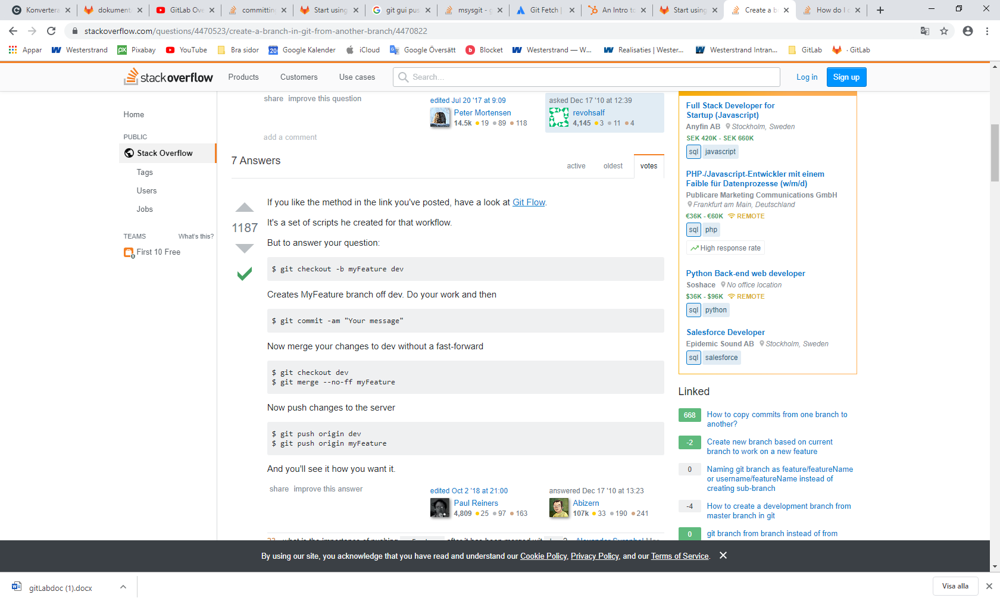 Konvertera
dokument
GitLab Ove
committin
Start using
git gui pus
msysgit - g
Git Fetch |
An Intro to
Start using
Create a b
How do I c
stackoverflow.com/questions/4470523/create-a-branch-in-git-from-another-branch/4470822
Appar
Westerstrand
px Pixabay
YouTube
Bra sidor
20 Google Kalender
iCloud
Google Översätt
b Blocket
Westerstrand — W...
Realisaties | Wester...
Westerstrand Intran...
GitLab
· GitLab
stackoverflow
Products
Customers
Use cases
Search...
Log in
Sign up
Home
PUBLIC
Stack Overflow
Tags
Users
Jobs
TEAMS What's this?
First 10 Free
share improve this question
edited Jul 20 '17 at 9:09
Peter Mortensen
14.5k 19 89 118
asked Dec 17 '10 at 12:39
revohsalf
4,145 3 11 4
add a comment
7 Answers
active oldest votes
If you like the method in the link you've posted, have a look at Git Flow.
1187
It's a set of scripts he created for that workflow.
But to answer your question:
$ git checkout -b myFeature dev
Creates MyFeature branch off dev. Do your work and then
$ git commit -am "Your message"
Now merge your changes to dev without a fast-forward
$ git checkout dev
$ git merge --no-ff myFeature
Now push changes to the server
$ git push origin dev
$ git push origin myFeature
And you'll see it how you want it.
share improve this answer
edited Oct 2 '18 at 21:00
Paul Reiners
4,809 25 97 163
answered Dec 17 '10 at 13:23
Abizern
107k 33 190 241
what is the importance of pushing after it has been merged wit
Full Stack Developer for
Startup (Javascript)
Anyfin AB Stockholm, Sweden
SEK 420K - SEK 660K
sql javascript
PHP-/Javascript-Entwickler mit einem
Faible für Datenprozesse (w/m/d)
Publicare Marketing Communications GmbH
Frankfurt am Main, Deutschland
€36K - €60K REMOTE
sql php
High response rate
Python Back-end web developer
Soshace No office location
$36K - $96K REMOTE
sql python
Salesforce Developer
Epidemic Sound AB Stockholm, Sweden
sql salesforce
Linked
668 How to copy commits from one branch to
another?
-2 Create new branch based on current
branch to work on a new feature
0 Naming git branch as feature/featureName
or username/featureName instead of
creating sub-branch
-4 How to create a development branch from
master branch in git
0 git branch from branch instead of from
By using our site, you acknowledge that you have read and understand our Cookie Policy, Privacy Policy, and our Terms of Service.
gitLabdoc (1).docx
Visa alla